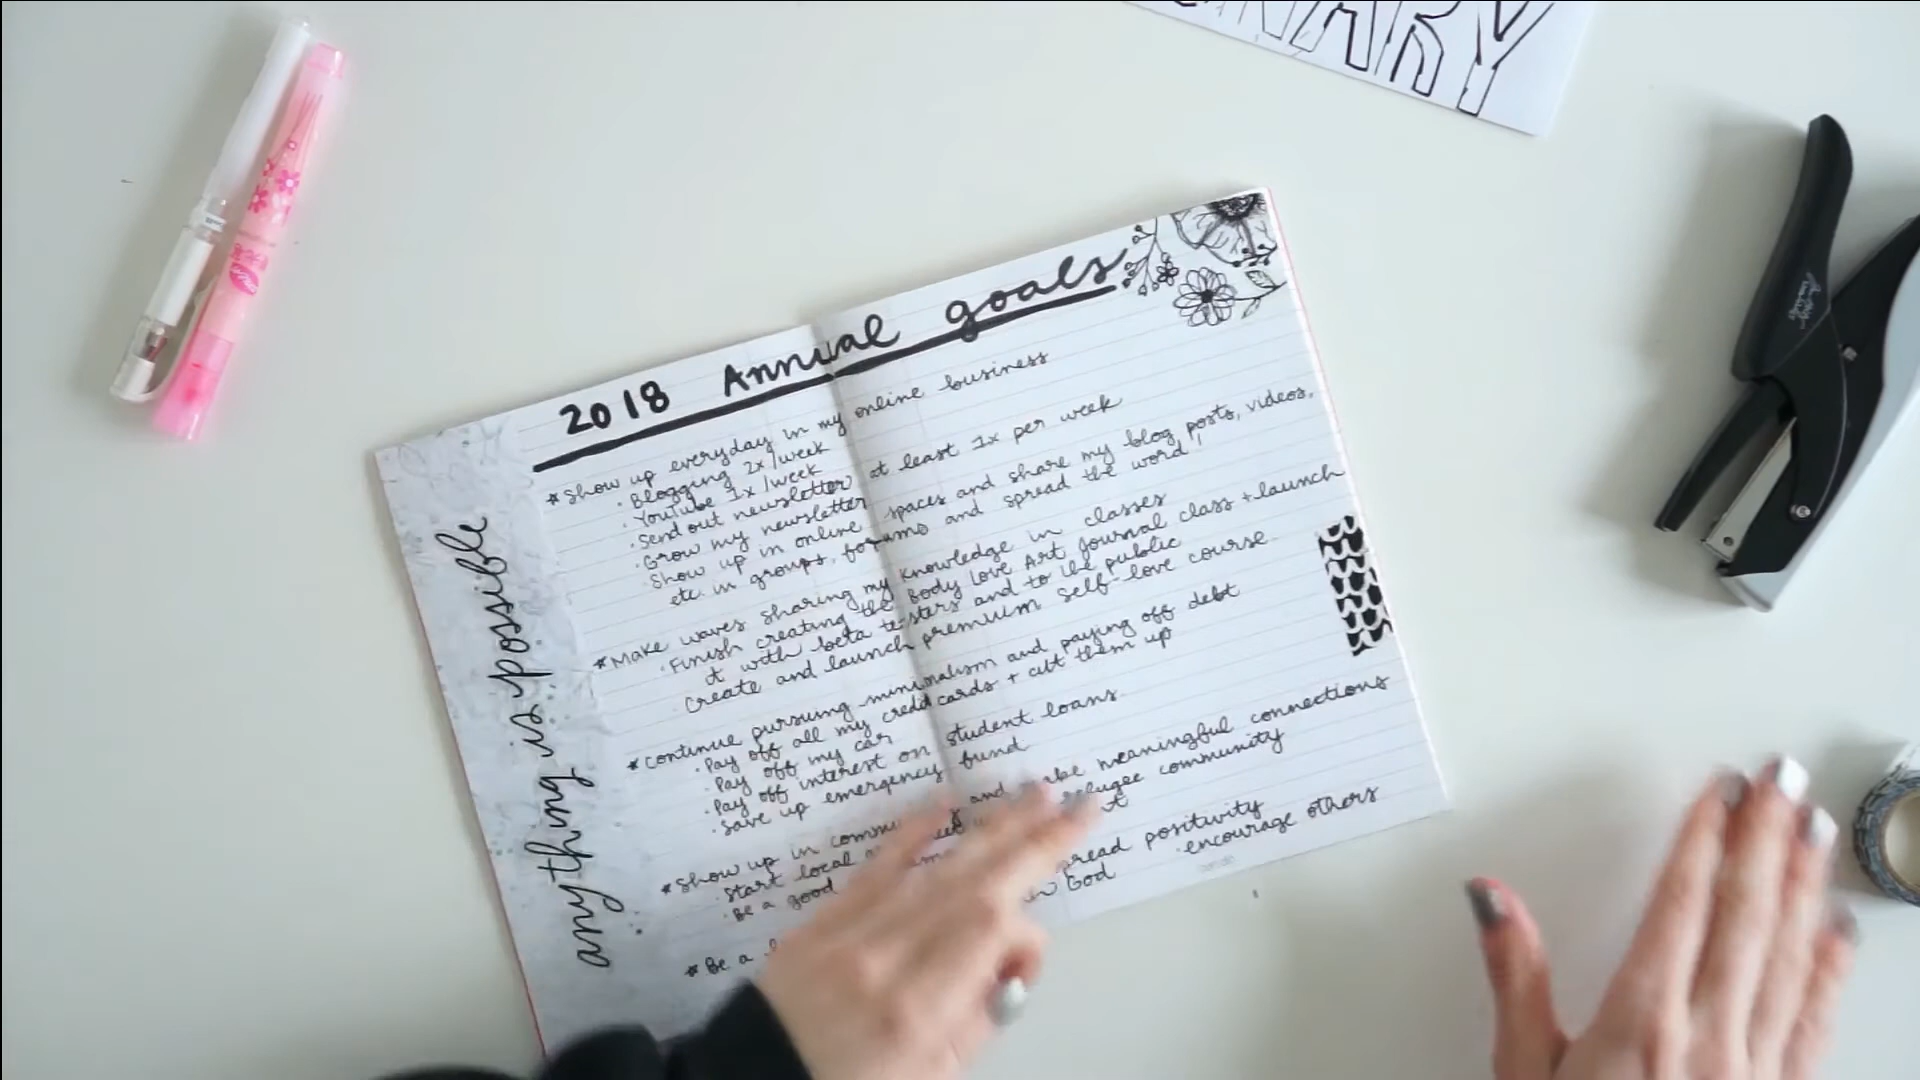 NARY
2018 Annual goals
anything is possible
*Show up everyday in my online business
· Blogging 2x/week
· YouTube 1x/week
· Send out newsletter at least 1x per week
· Grow my newsletter
· Show up in online spaces and share my blog posts, videos,
etc. in groups, forums and spread the word!
*Make waves sharing my knowledge in classes
· Finish creating the Body Love Art Journal class + launch
it with beta testers and to the public
Create and launch premium self-love course.
*Continue pursuing minimalism and paying off debt
· Pay off all my credit cards + cut them up
· Pay off my car
· Pay off interest on student loans.
· Save up emergency fund
*Show up in and make meaningful connections
· Start local refugee community
· Be a good
*Be a spread positivity
God · encourage others